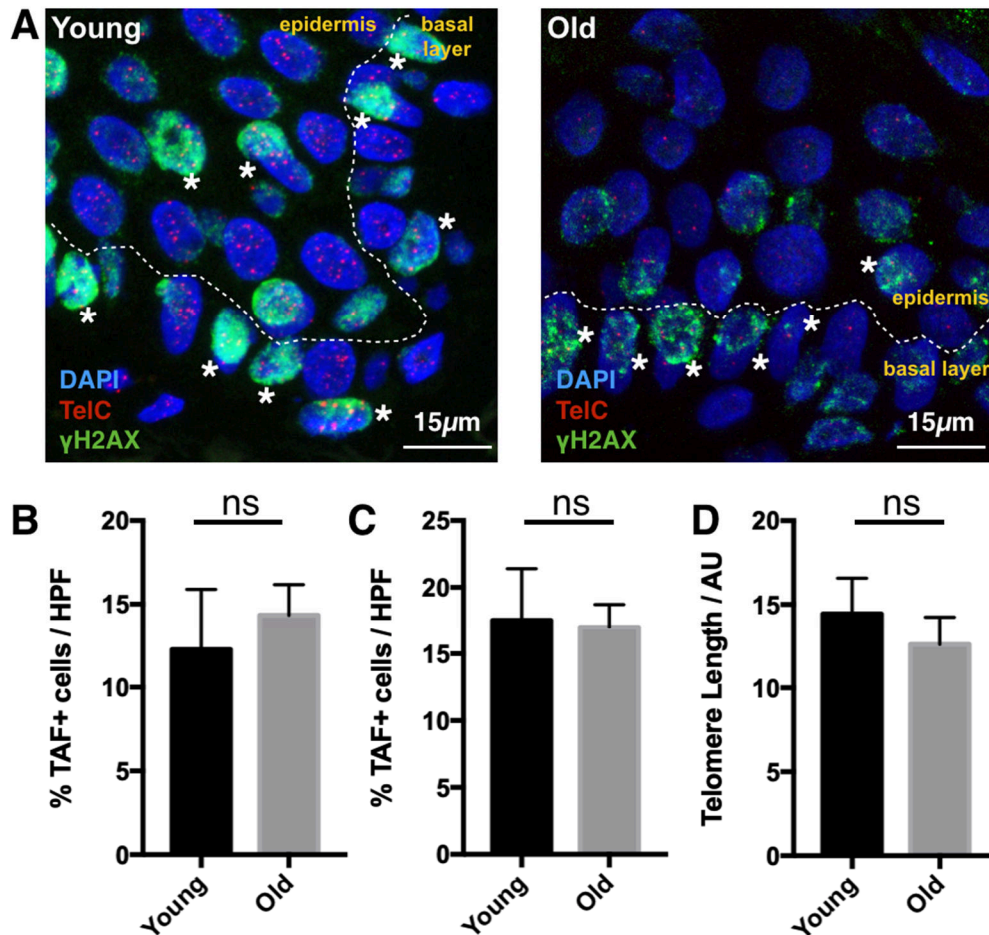 A
Young
epidermis
basal
layer
*
*
*
*
*
*
*
*
*
DAPI
TelC
γH2AX
15μm
Old
*
epidermis
*
*
*
*
*
basal layer
DAPI
TelC
γH2AX
15μm
B
ns
% TAF+ cells / HPF
20
15
10
5
0
Young
Old
C
ns
% TAF+ cells / HPF
25
20
15
10
5
0
Young
Old
D
ns
Telomere Length / AU
20
15
10
5
0
Young
Old